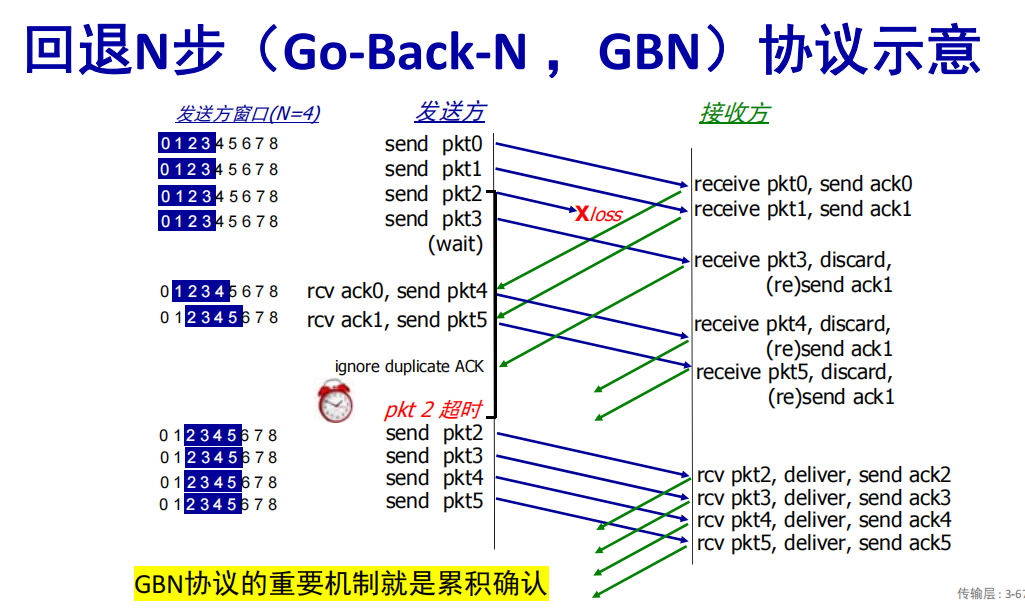 回退N步（Go-Back-N ，GBN）协议示意
发送方窗口(N=4)
发送方
接收方
0 1 2 3 4 5 6 7 8
send pkt0
0 1 2 3 4 5 6 7 8
send pkt1
0 1 2 3 4 5 6 7 8
send pkt2
0 1 2 3 4 5 6 7 8
send pkt3
(wait)
Xloss
receive pkt0, send ack0
receive pkt1, send ack1
receive pkt3, discard,
(re)send ack1
0 1 2 3 4 5 6 7 8
rcv ack0, send pkt4
0 1 2 3 4 5 6 7 8
rcv ack1, send pkt5
receive pkt4, discard,
(re)send ack1
receive pkt5, discard,
(re)send ack1
ignore duplicate ACK
pkt 2 超时
0 1 2 3 4 5 6 7 8
send pkt2
0 1 2 3 4 5 6 7 8
send pkt3
0 1 2 3 4 5 6 7 8
send pkt4
0 1 2 3 4 5 6 7 8
send pkt5
rcv pkt2, deliver, send ack2
rcv pkt3, deliver, send ack3
rcv pkt4, deliver, send ack4
rcv pkt5, deliver, send ack5
GBN协议的重要机制就是累积确认
传输层 : 3-67